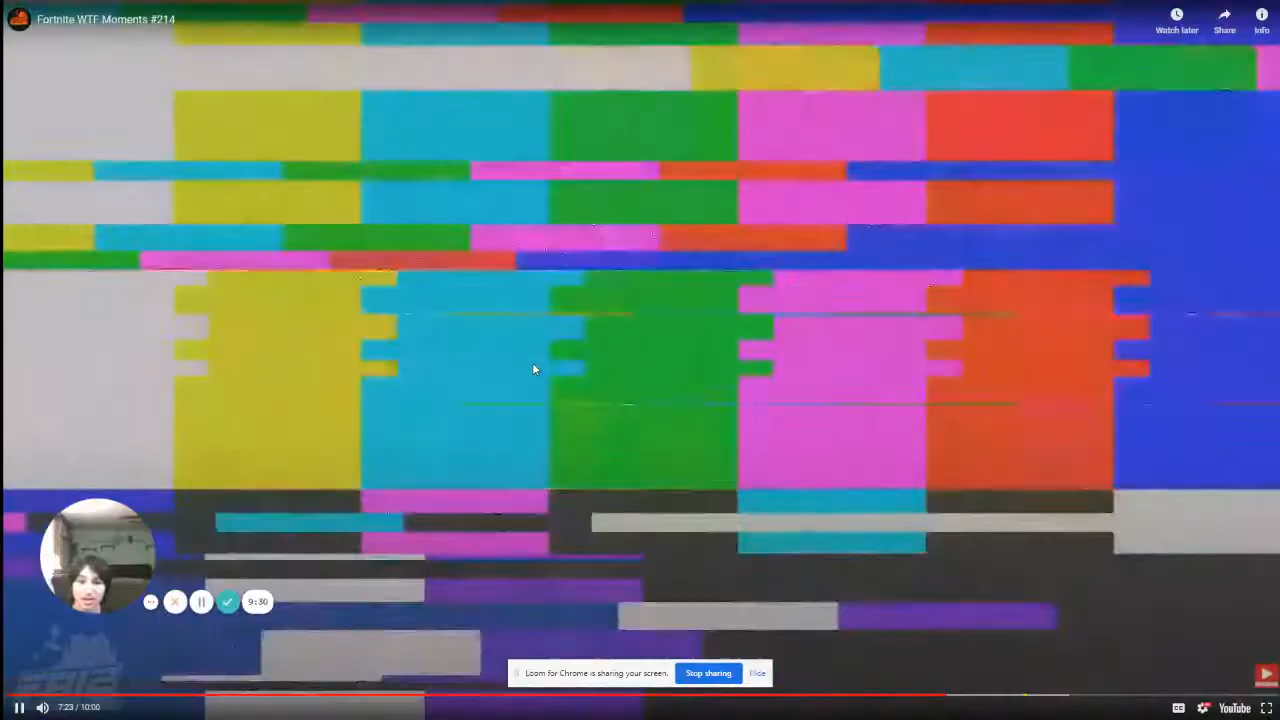 Fortnite WTF Moments #214
Watch later
Share
Info
9:30
Loom for Chrome is sharing your screen.
Stop sharing
Hide
7:23 / 10:00
CC
YouTube